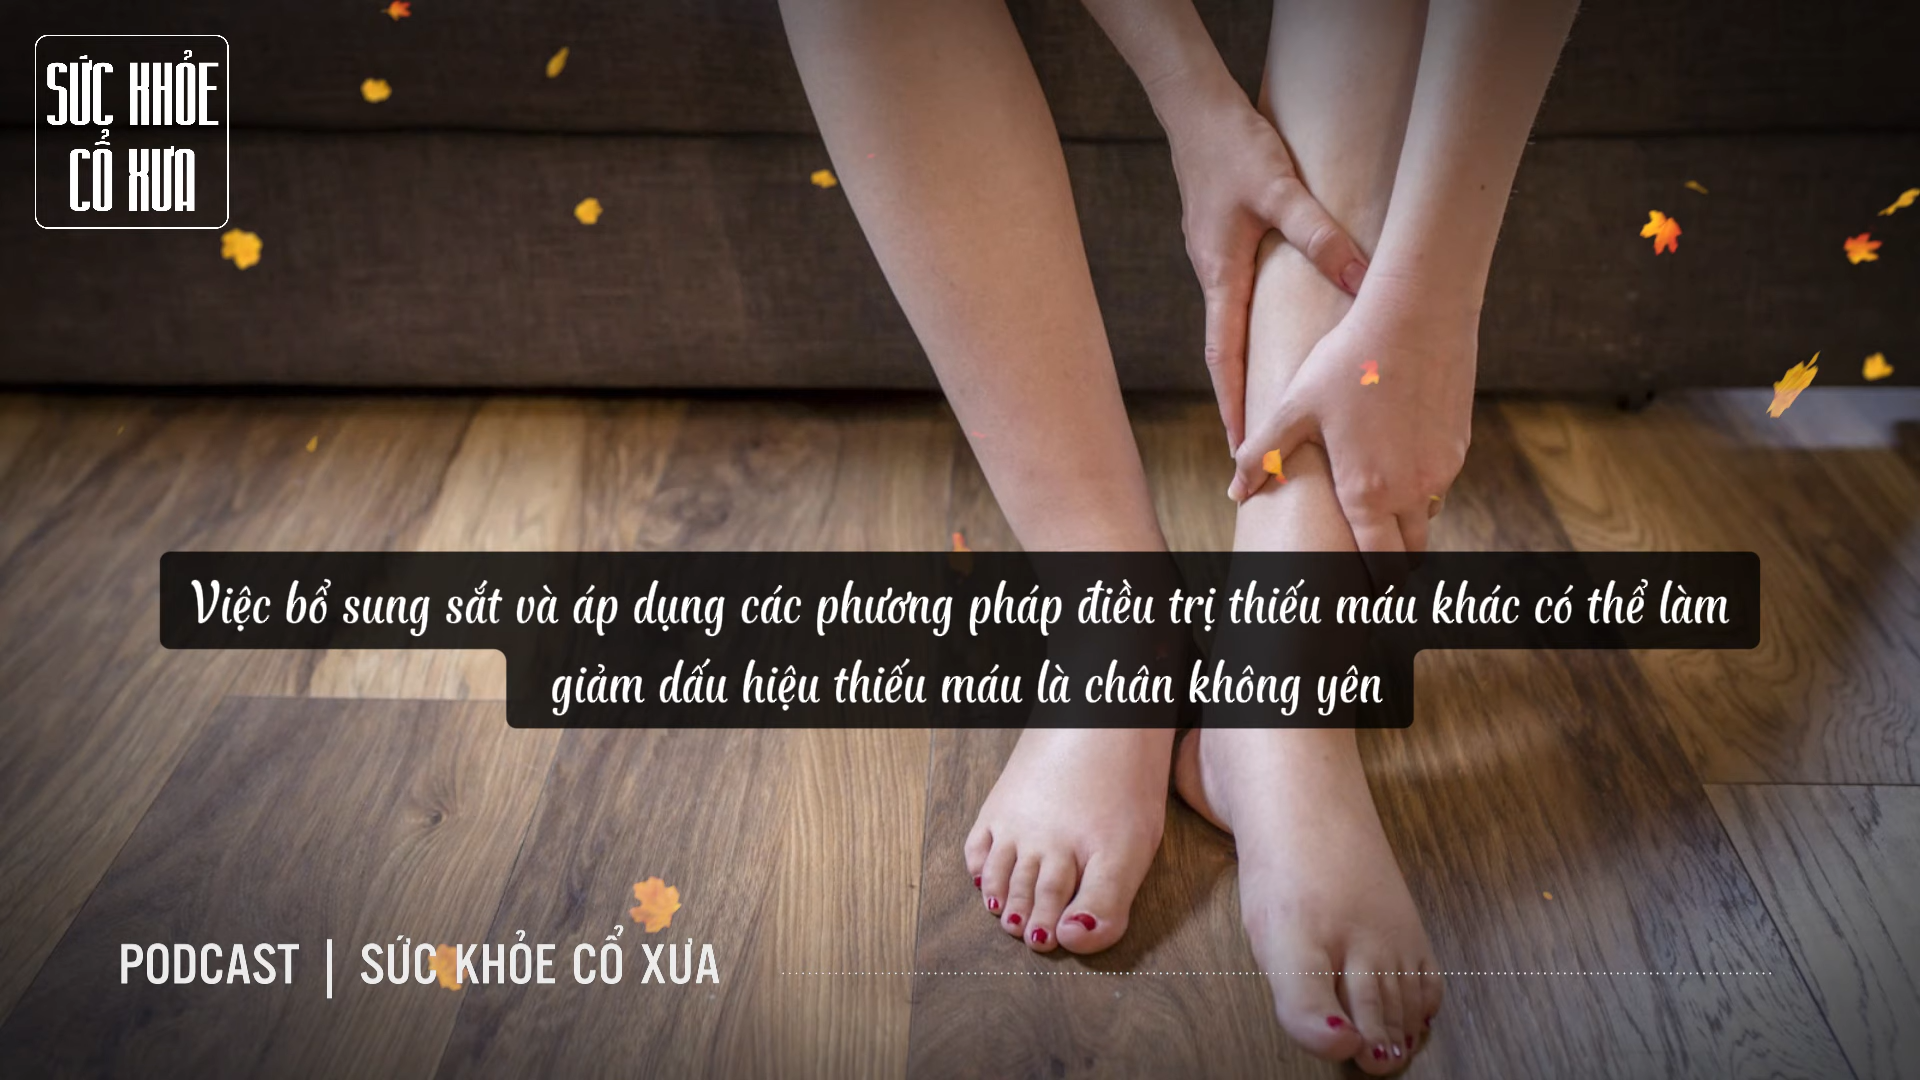 SỨC KHỎE
CỔ XƯA
Việc bổ sung sắt và áp dụng các phương pháp điều trị thiếu máu khác có thể làm
giảm dấu hiệu thiếu máu là chân không yên
PODCAST | SỨC KHỎE CỔ XƯA